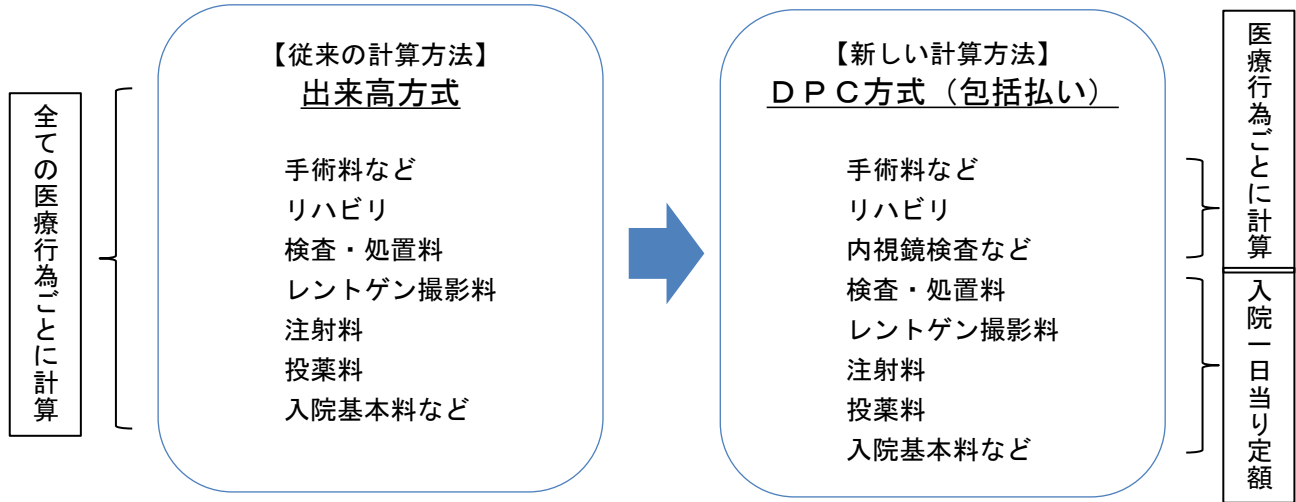 全ての医療行為ごとに計算
【従来の計算方法】
出来高方式
手術料など
リハビリ
検査・処置料
レントゲン撮影料
注射料
投薬料
入院基本料など
【新しい計算方法】
ＤＰＣ方式（包括払い）
手術料など
リハビリ
内視鏡検査など
検査・処置料
レントゲン撮影料
注射料
投薬料
入院基本料など
医療行為ごとに計算
入院一日当り定額